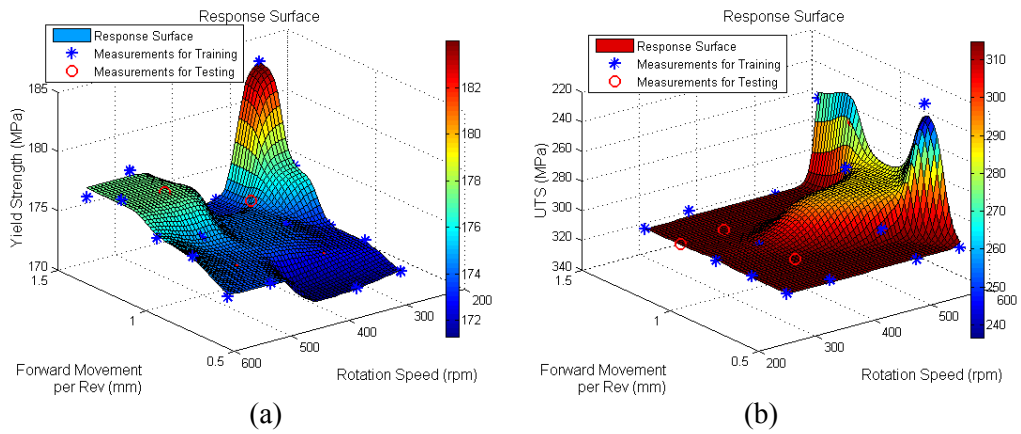 Response Surface
Response Surface
Measurements for Training
Measurements for Testing
185
180
175
170
1.5
1
0.5
600
500
400
300
200
Yield Strength (MPa)
Forward Movement
per Rev (mm)
Rotation Speed (rpm)
182
180
178
176
174
172
(a)
Response Surface
Response Surface
Measurements for Training
Measurements for Testing
220
240
260
280
300
320
340
1.5
1
0.5
200
300
400
500
600
UTS (MPa)
Forward Movement
per Rev (mm)
Rotation Speed (rpm)
310
300
290
280
270
260
250
240
(b)